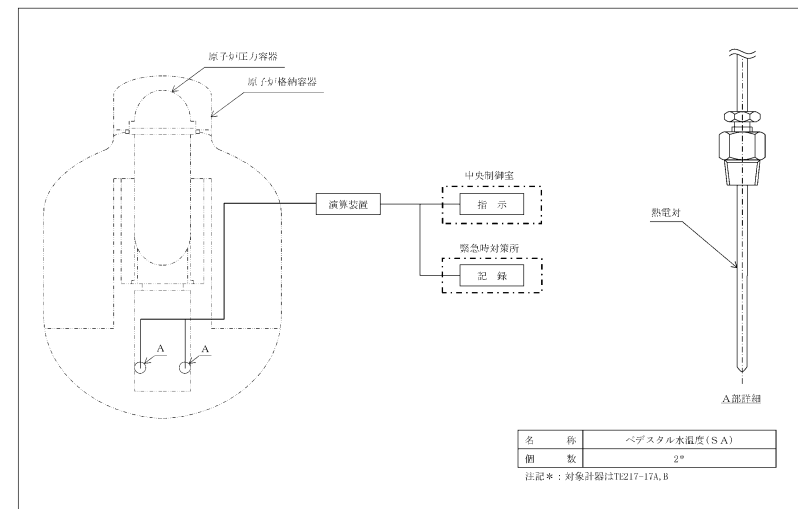 原子炉圧力容器
原子炉格納容器
中央制御室
演算装置
指 示
緊急時対策所
記 録
熱電対
A
A
A部詳細
名 称 ペデスタル水温度(SA)
個 数 2*
注記*:対象計器はTE217-17A,B